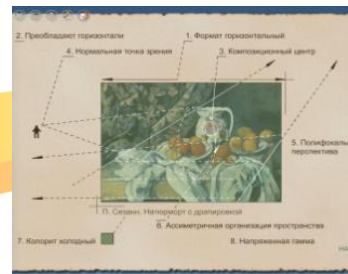 2. Преобладают горизонтали
1. Формат горизонтальный
4. Нормальная точка зрения
3. Композиционный центр
5. Полифокальная
перспектива
П. Сезанн. Натюрморт с драпировкой
6. Ассиметричная организация пространства
7. Колорит холодный
8. Напряженная гамма